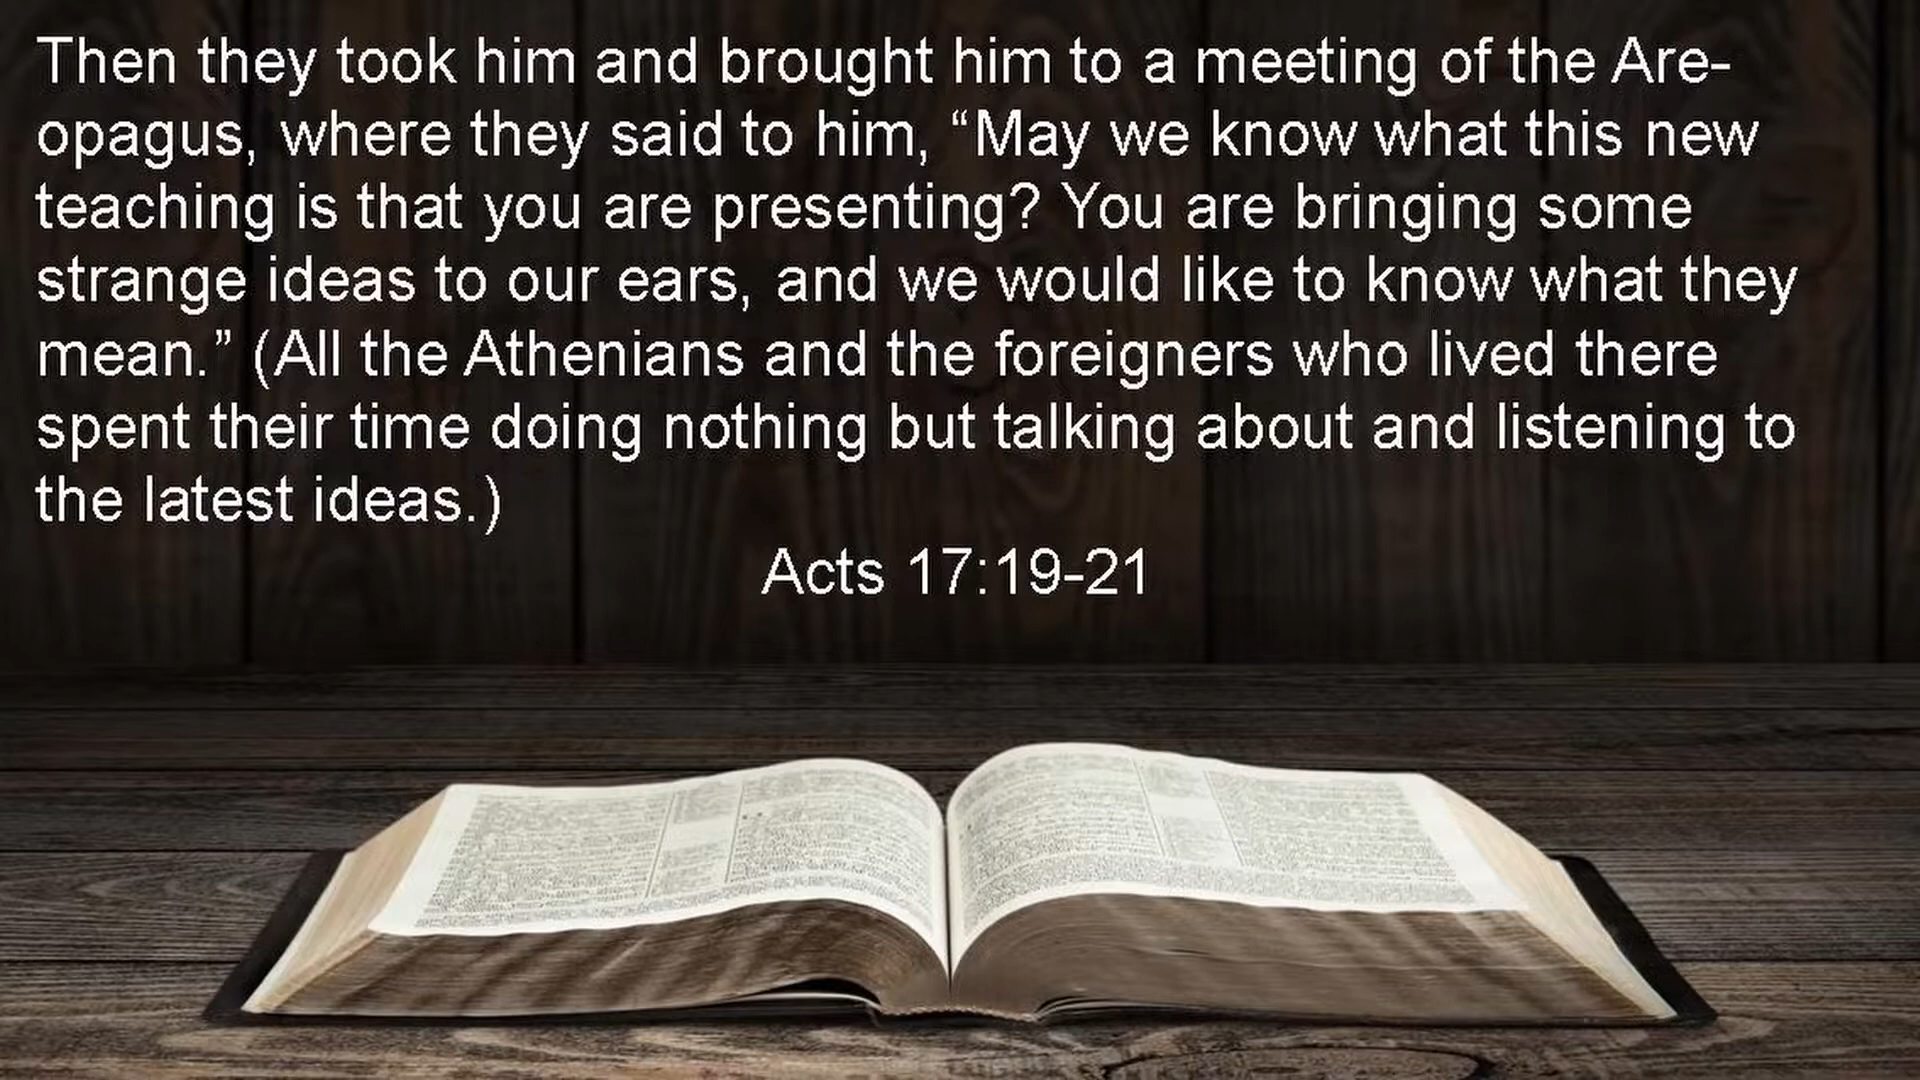 Then they took him and brought him to a meeting of the Are-
opagus, where they said to him, “May we know what this new
teaching is that you are presenting? You are bringing some
strange ideas to our ears, and we would like to know what they
mean.” (All the Athenians and the foreigners who lived there
spent their time doing nothing but talking about and listening to
the latest ideas.)
Acts 17:19-21